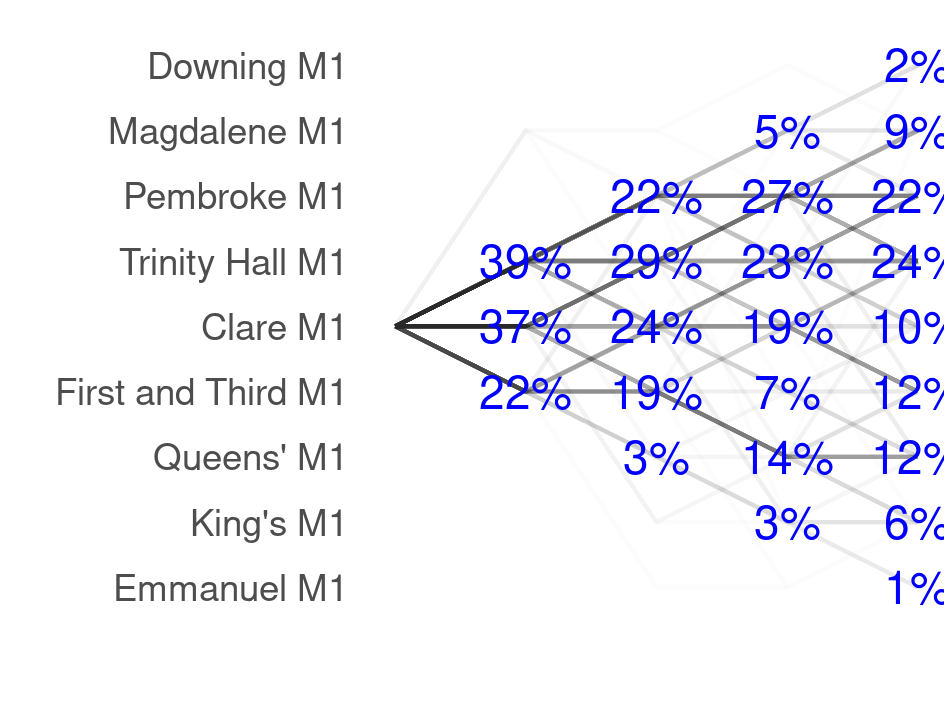 Downing M1 2%
Magdalene M1 5% 9%
Pembroke M1 22% 27% 22%
Trinity Hall M1 39% 29% 23% 24%
Clare M1 37% 24% 19% 10%
First and Third M1 22% 19% 7% 12%
Queens' M1 3% 14% 12%
King's M1 3% 6%
Emmanuel M1 1%